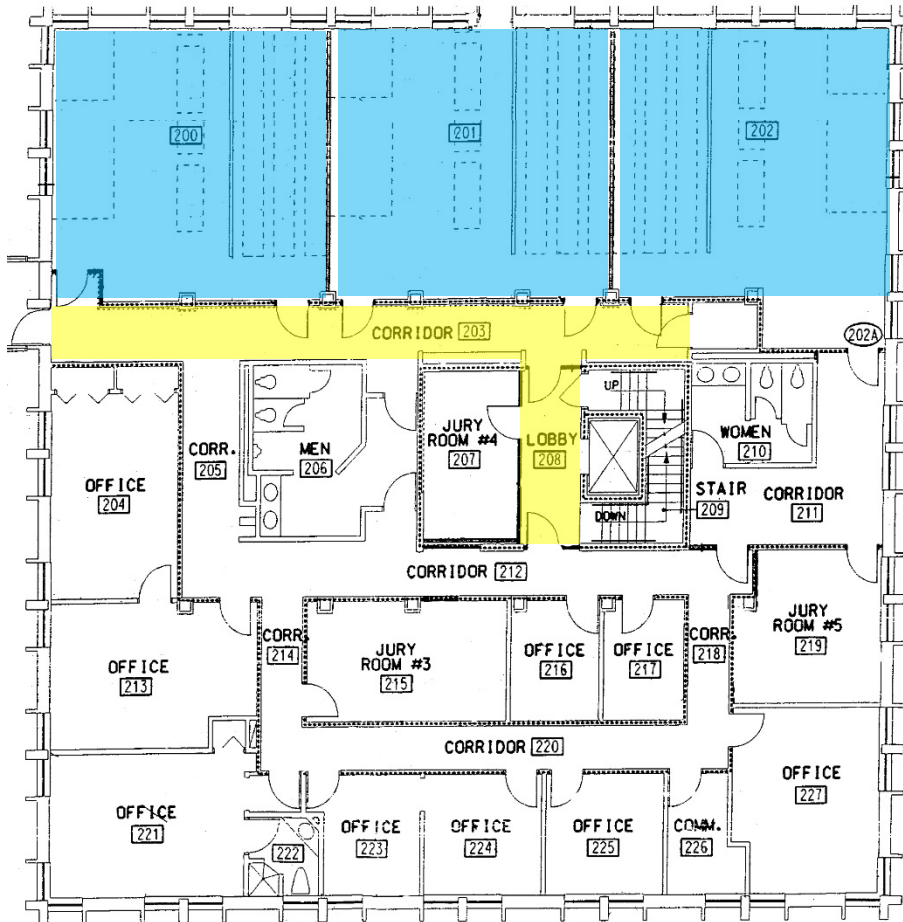 200
201
202
CORRIDOR 203
202A
UP
JURY
ROOM #4
207
LOBBY
208
CORR.
205
MEN
206
WOMEN
210
OFFICE
204
STAIR
209
CORRIDOR
211
DOWN
CORRIDOR 212
CORR.
214
JURY
ROOM #3
215
OFFICE
216
OFFICE
217
CORR.
218
JURY
ROOM #5
219
OFFICE
213
CORRIDOR 220
OFFICE
221
222
OFFICE
223
OFFICE
224
OFFICE
225
COMM.
226
OFFICE
227